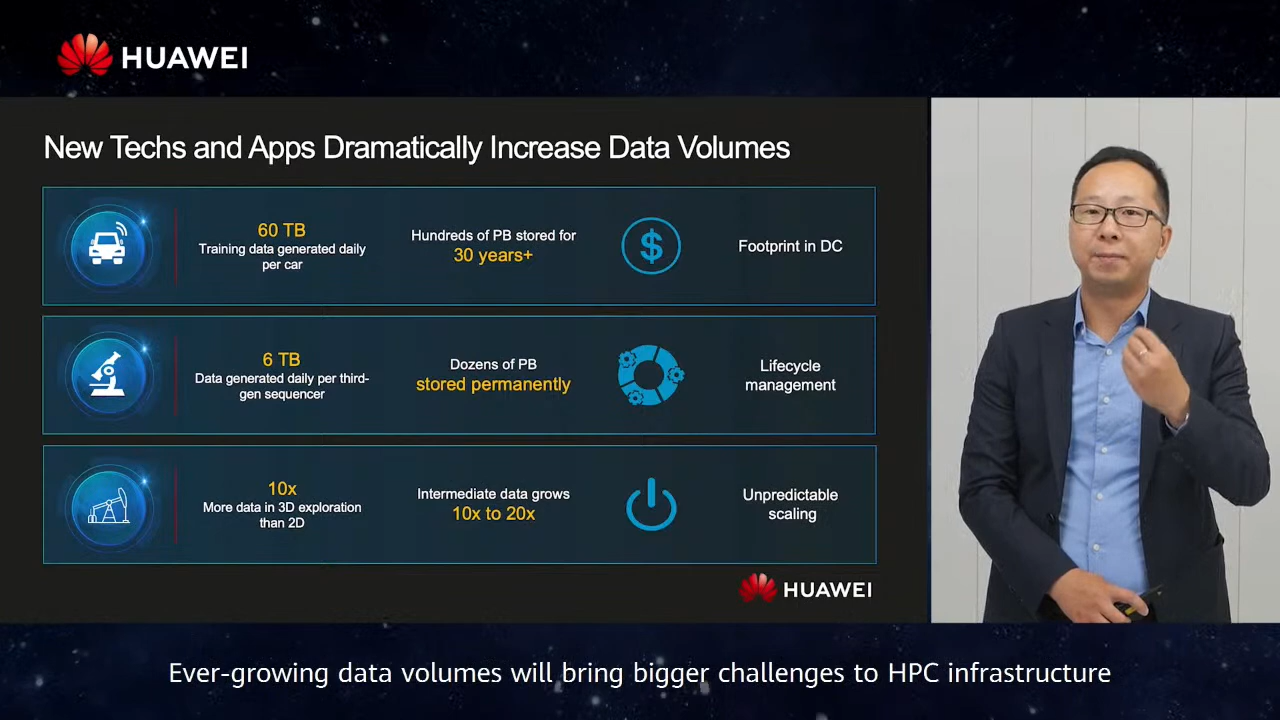 HUAWEI
New Techs and Apps Dramatically Increase Data Volumes
60 TB
Training data generated daily
per car
Hundreds of PB stored for
30 years+
$
Footprint in DC
6 TB
Data generated daily per third-
gen sequencer
Dozens of PB
stored permanently
Lifecycle
management
10x
More data in 3D exploration
than 2D
Intermediate data grows
10x to 20x
Unpredictable
scaling
HUAWEI
Ever-growing data volumes will bring bigger challenges to HPC infrastructure